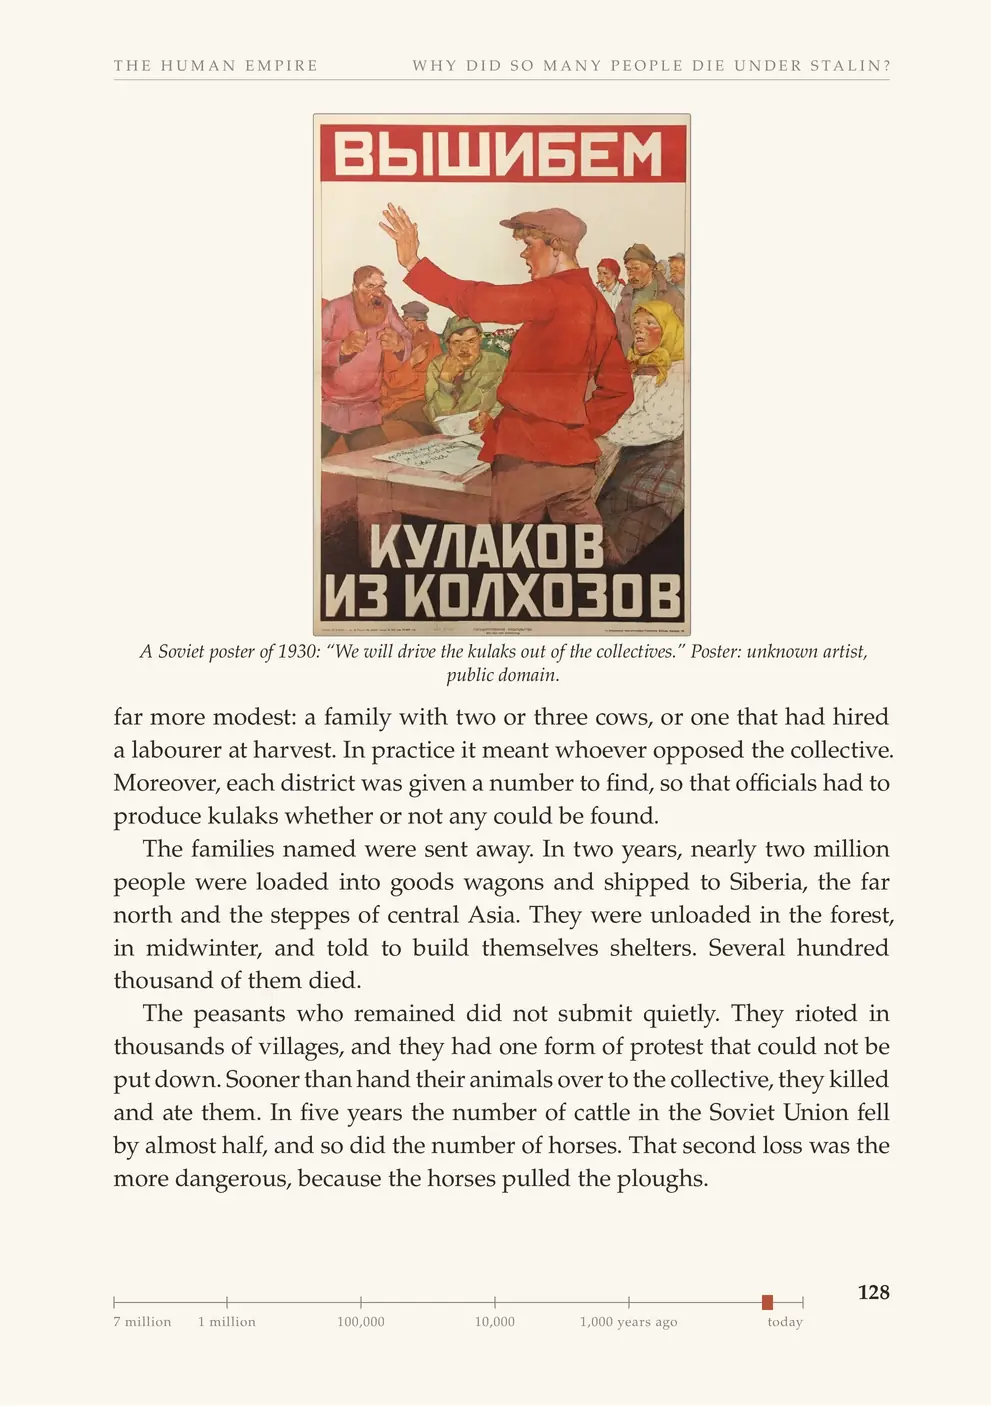 THE HUMAN EMPIRE
WHY DID SO MANY PEOPLE DIE UNDER STALIN?
ВЫШИБЕМ
КУЛАКОВ
ИЗ КОЛХОЗОВ
A Soviet poster of 1930: “We will drive the kulaks out of the collectives.” Poster: unknown artist,
public domain.
far more modest: a family with two or three cows, or one that had hired
a labourer at harvest. In practice it meant whoever opposed the collective.
Moreover, each district was given a number to find, so that officials had to
produce kulaks whether or not any could be found.
The families named were sent away. In two years, nearly two million
people were loaded into goods wagons and shipped to Siberia, the far
north and the steppes of central Asia. They were unloaded in the forest,
in midwinter, and told to build themselves shelters. Several hundred
thousand of them died.
The peasants who remained did not submit quietly. They rioted in
thousands of villages, and they had one form of protest that could not be
put down. Sooner than hand their animals over to the collective, they killed
and ate them. In five years the number of cattle in the Soviet Union fell
by almost half, and so did the number of horses. That second loss was the
more dangerous, because the horses pulled the ploughs.
128
7 million 1 million 100,000 10,000 1,000 years ago today